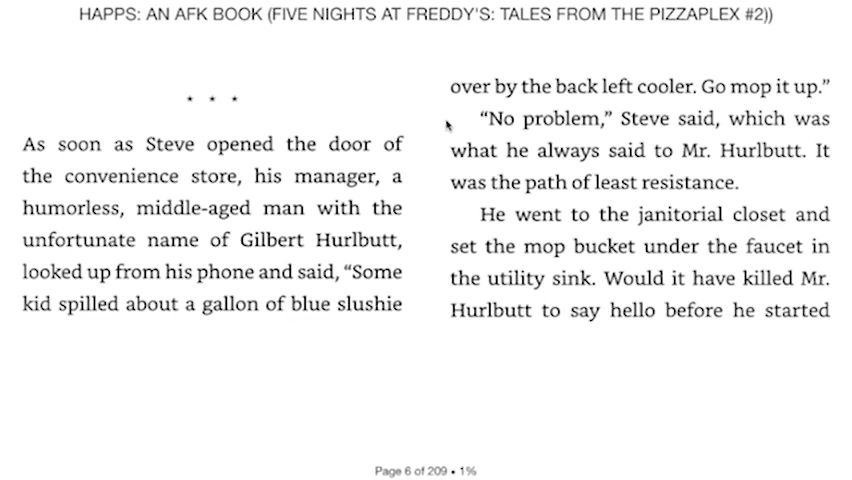 HAPPS: AN AFK BOOK (FIVE NIGHTS AT FREDDY'S: TALES FROM THE PIZZAPLEX #2))
* * *
As soon as Steve opened the door of
the convenience store, his manager, a
humorless, middle-aged man with the
unfortunate name of Gilbert Hurlbutt,
looked up from his phone and said, “Some
kid spilled about a gallon of blue slushie
over by the back left cooler. Go mop it up.”
“No problem,” Steve said, which was
what he always said to Mr. Hurlbutt. It
was the path of least resistance.
He went to the janitorial closet and
set the mop bucket under the faucet in
the utility sink. Would it have killed Mr.
Hurlbutt to say hello before he started
Page 6 of 209 • 1%